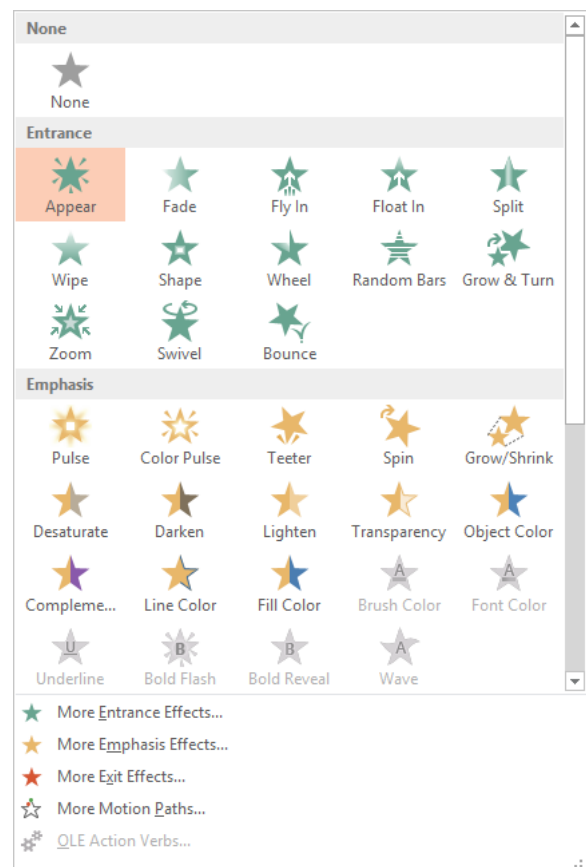 None
None
Entrance
Appear Fade Fly In Float In Split
Wipe Shape Wheel Random Bars Grow & Turn
Zoom Swivel Bounce
Emphasis
Pulse Color Pulse Teeter Spin Grow/Shrink
Desaturate Darken Lighten Transparency Object Color
Compleme... Line Color Fill Color Brush Color Font Color
Underline Bold Flash Bold Reveal Wave
More Entrance Effects...
More Emphasis Effects...
More Exit Effects...
More Motion Paths...
OLE Action Verbs...